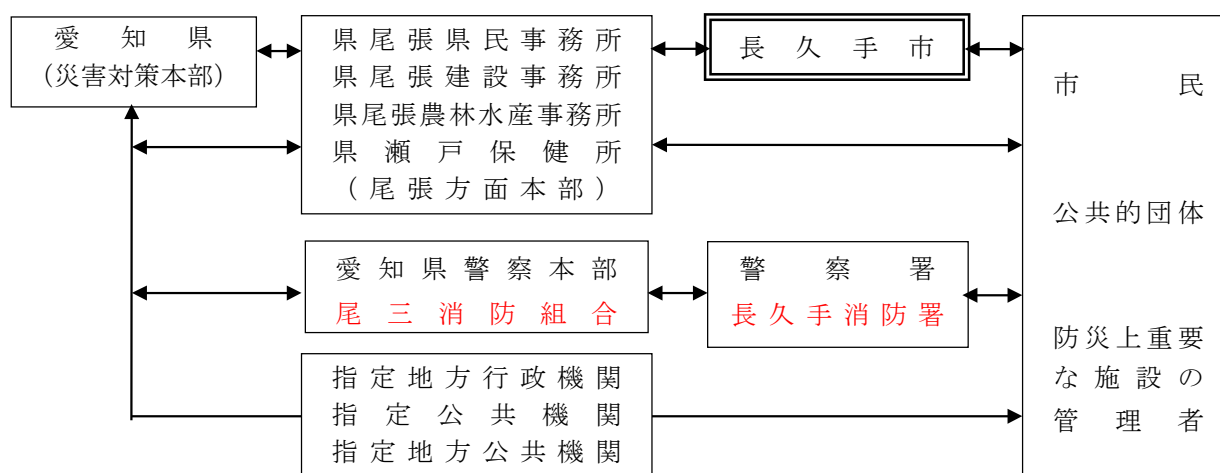 愛知県
(災害対策本部)
県尾張県民事務所
県尾張建設事務所
県尾張農林水産事務所
県瀬戸保健所
(尾張方面本部)
長久手市
市民
公共的団体
防災上重要
な施設の
管理者
愛知県警察本部
尾三消防組合
警察署
長久手消防署
指定地方行政機関
指定公共機関
指定地方公共機関